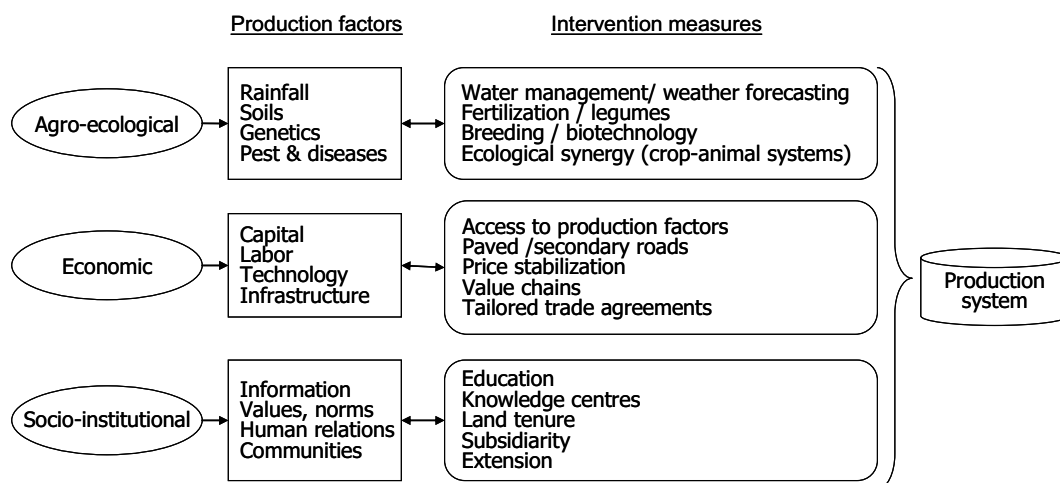 Production factors
Intervention measures
Agro-ecological
Rainfall
Soils
Genetics
Pest & diseases
Water management/ weather forecasting
Fertilization / legumes
Breeding / biotechnology
Ecological synergy (crop-animal systems)
Economic
Capital
Labor
Technology
Infrastructure
Access to production factors
Paved /secondary roads
Price stabilization
Value chains
Tailored trade agreements
Production
system
Socio-institutional
Information
Values, norms
Human relations
Communities
Education
Knowledge centres
Land tenure
Subsidiarity
Extension